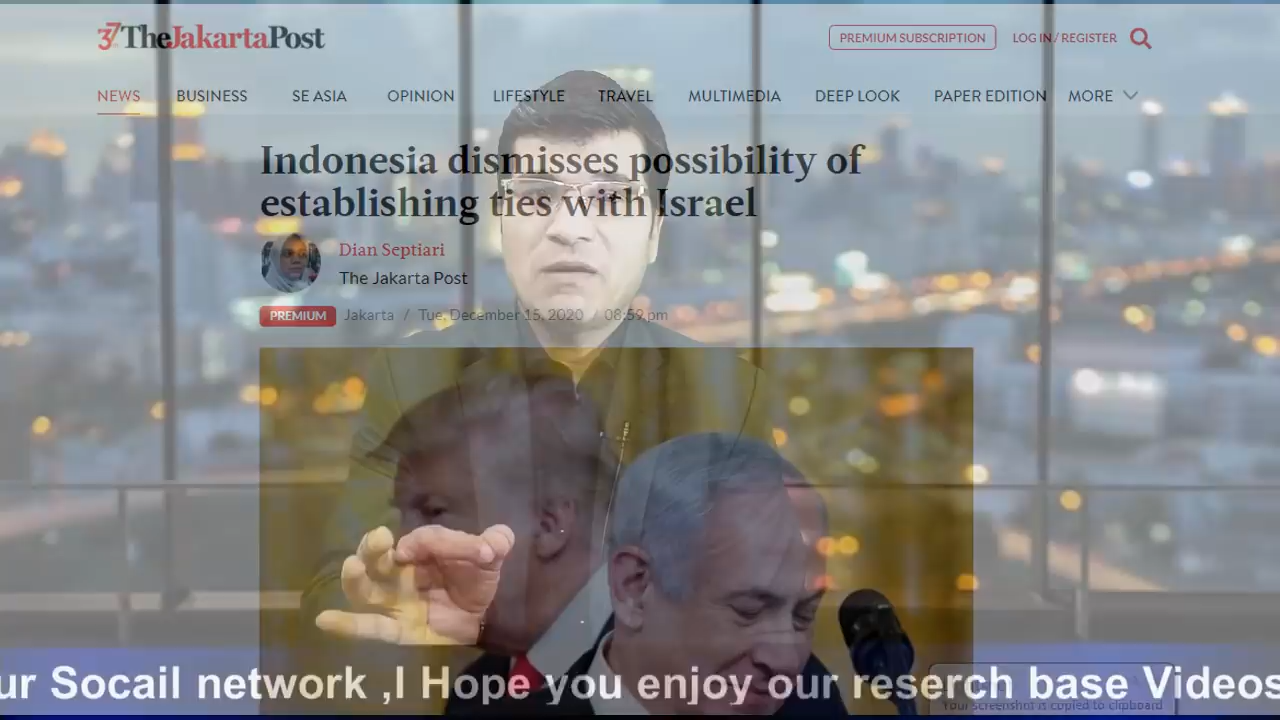 37th TheJakartaPost
PREMIUM SUBSCRIPTION LOG IN / REGISTER
NEWS BUSINESS SE ASIA OPINION LIFESTYLE TRAVEL MULTIMEDIA DEEP LOOK PAPER EDITION MORE
Indonesia dismisses possibility of
establishing ties with Israel
Dian Septiari
The Jakarta Post
PREMIUM Jakarta / Tue, December 15, 2020 / 08:59 pm
ur Socail network ,I Hope you enjoy our reserch base Videos
Your screenshot is copied to clipboard